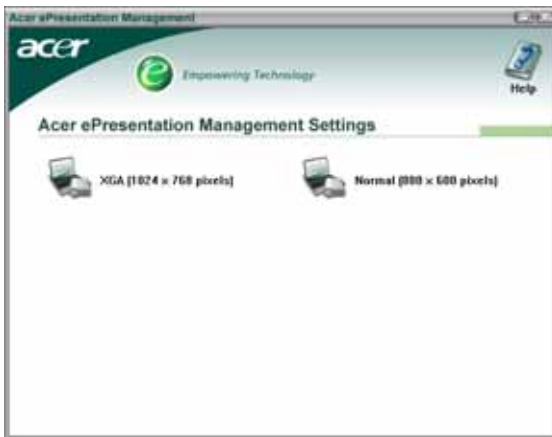 Acer ePresentation Management
acer
Empowering Technology
Help
Acer ePresentation Management Settings
XGA (1024 x 768 pixels)
Normal (800 x 600 pixels)